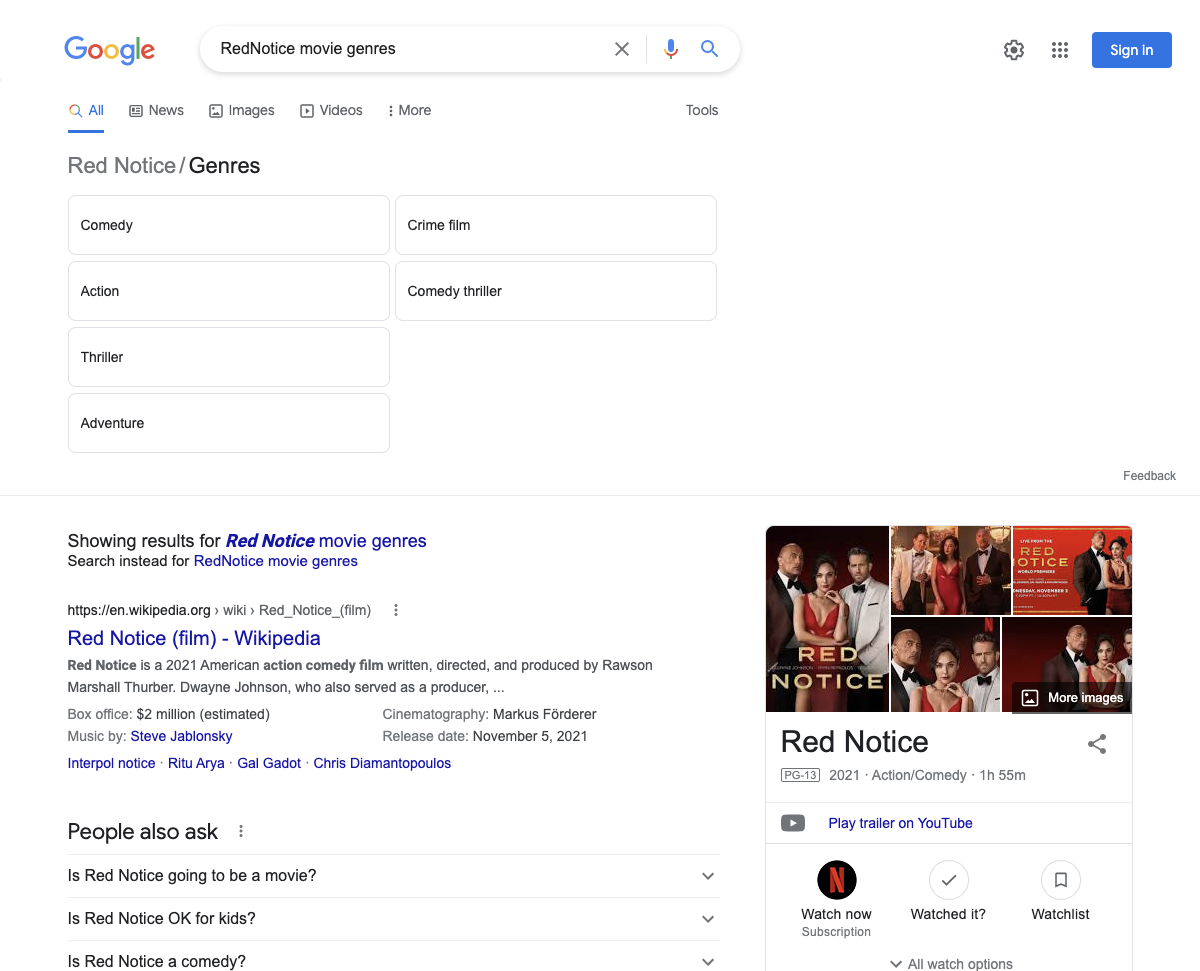 Google
RedNotice movie genres
Sign in
All
News
Images
Videos
More
Tools
Red Notice/Genres
Comedy
Crime film
Action
Comedy thriller
Thriller
Adventure
Feedback
Showing results for Red Notice movie genres
Search instead for RedNotice movie genres
https://en.wikipedia.org › wiki › Red_Notice_(film)
Red Notice (film) - Wikipedia
Red Notice is a 2021 American action comedy film written, directed, and produced by Rawson
Marshall Thurber. Dwayne Johnson, who also served as a producer, ...
Box office: $2 million (estimated)
Cinematography: Markus Förderer
Music by: Steve Jablonsky
Release date: November 5, 2021
Interpol notice · Ritu Arya · Gal Gadot · Chris Diamantopoulos
People also ask
Is Red Notice going to be a movie?
Is Red Notice OK for kids?
Is Red Notice a comedy?
RED
NOTICE
LIVE FROM THE
RED
NOTICE
WORLD PREMIERE
More images
Red Notice
PG-13 2021 · Action/Comedy · 1h 55m
Play trailer on YouTube
Watch now
Subscription
Watched it?
Watchlist
All watch options